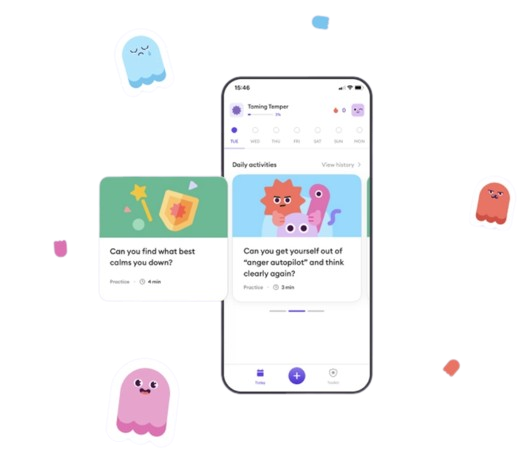 15:46
Taming Temper
0%
0
TUE WED THU FRI SAT SUN MON
Daily activities
View history >
Can you find what best
calms you down?
Practice · 4 min
Can you get yourself out of
“anger autopilot” and think
clearly again?
Practice · 3 min
Today